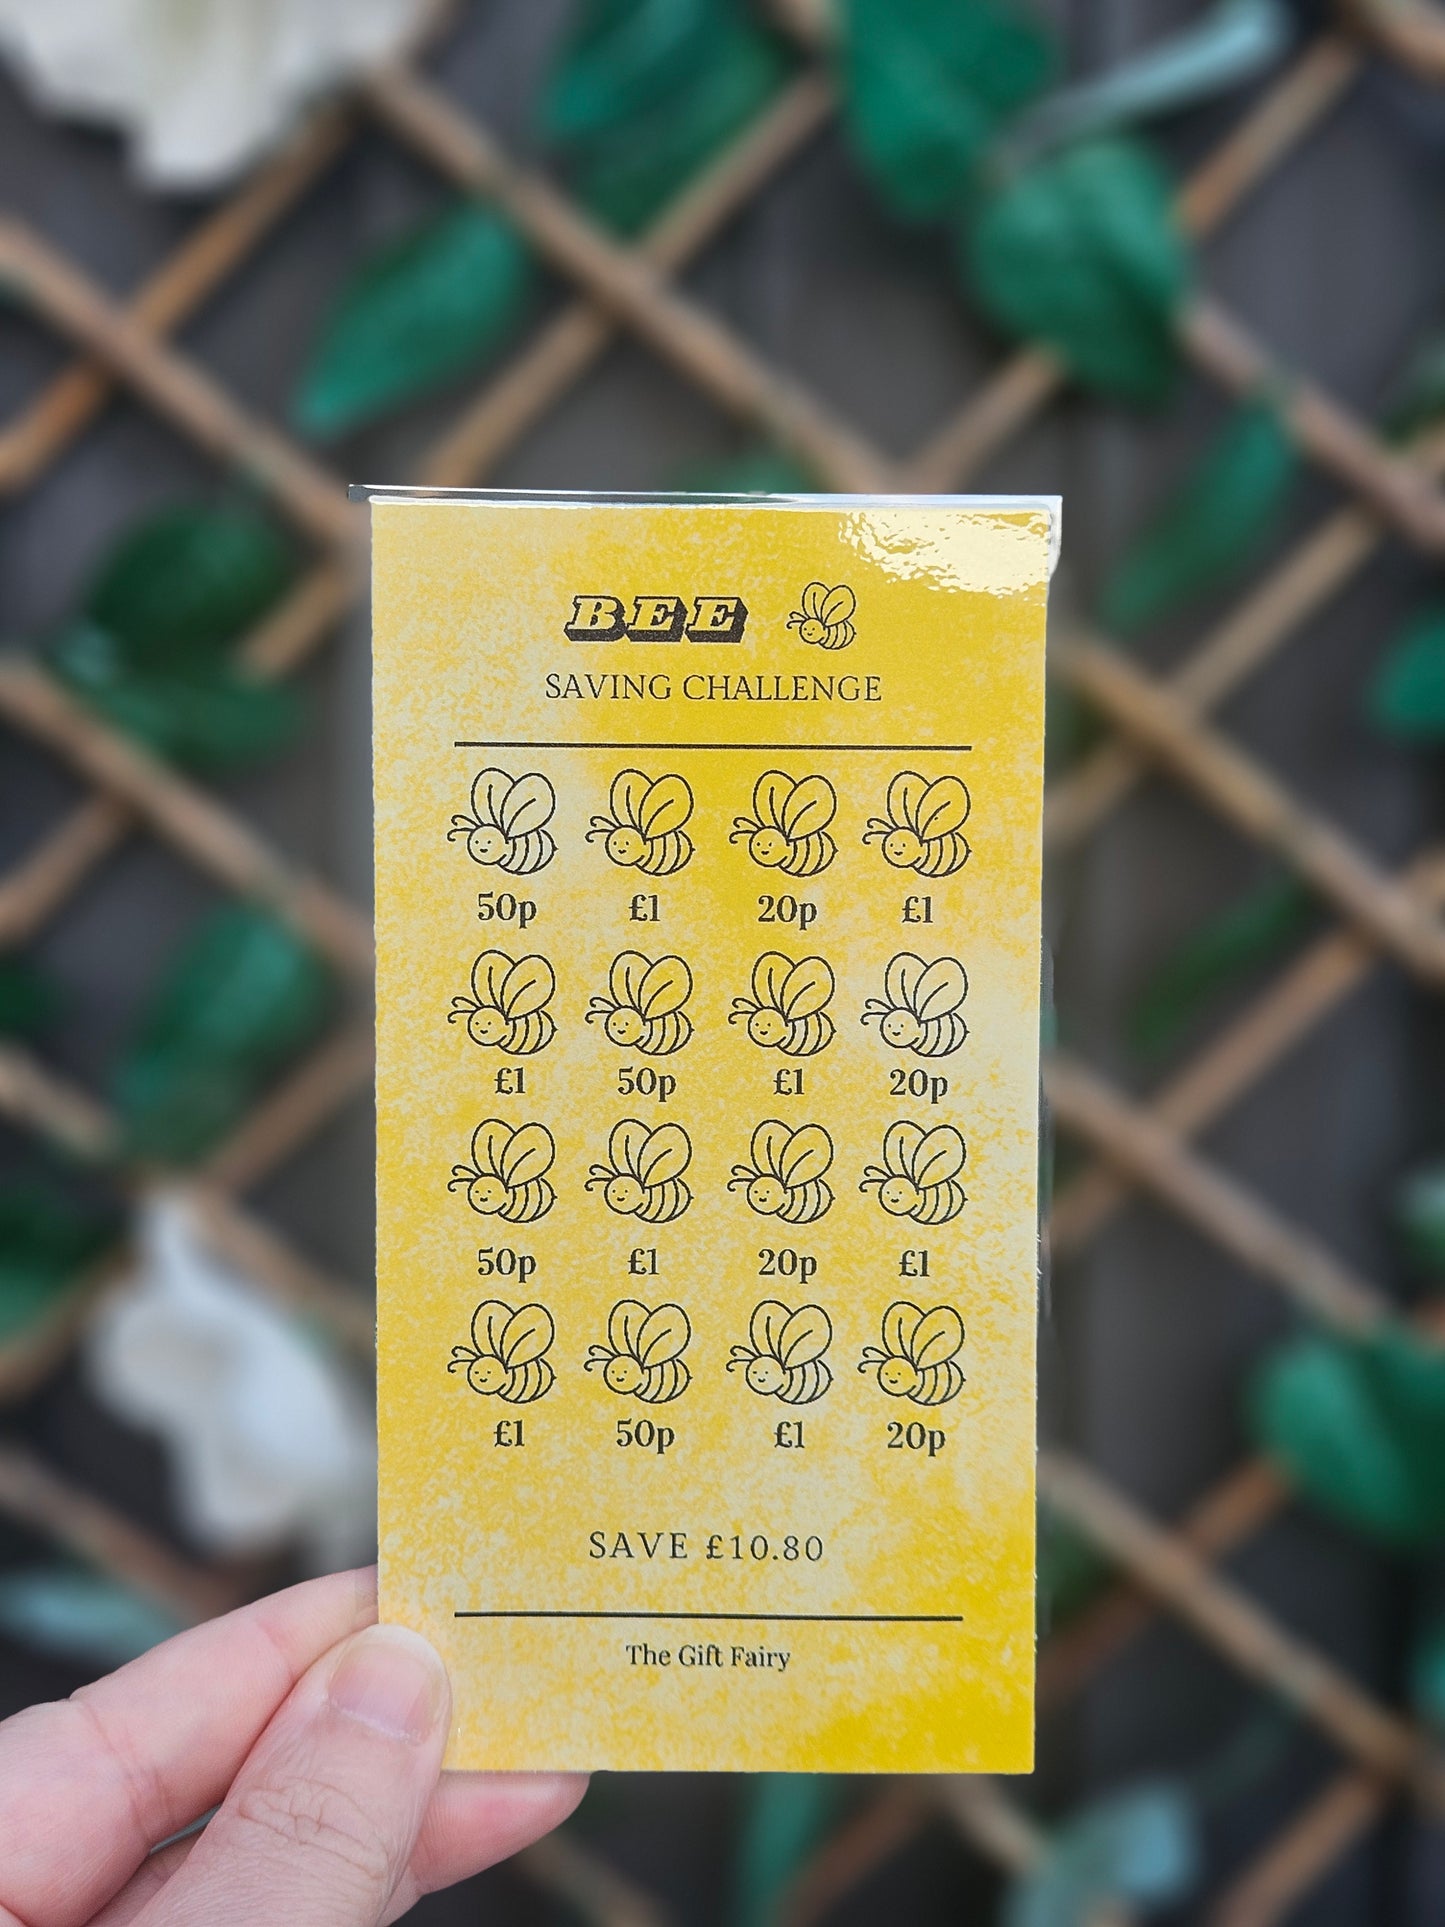 BEE
SAVING CHALLENGE
50p £1 20p £1
£1 50p £1 20p
50p £1 20p £1
£1 50p £1 20p
SAVE £10.80
The Gift Fairy